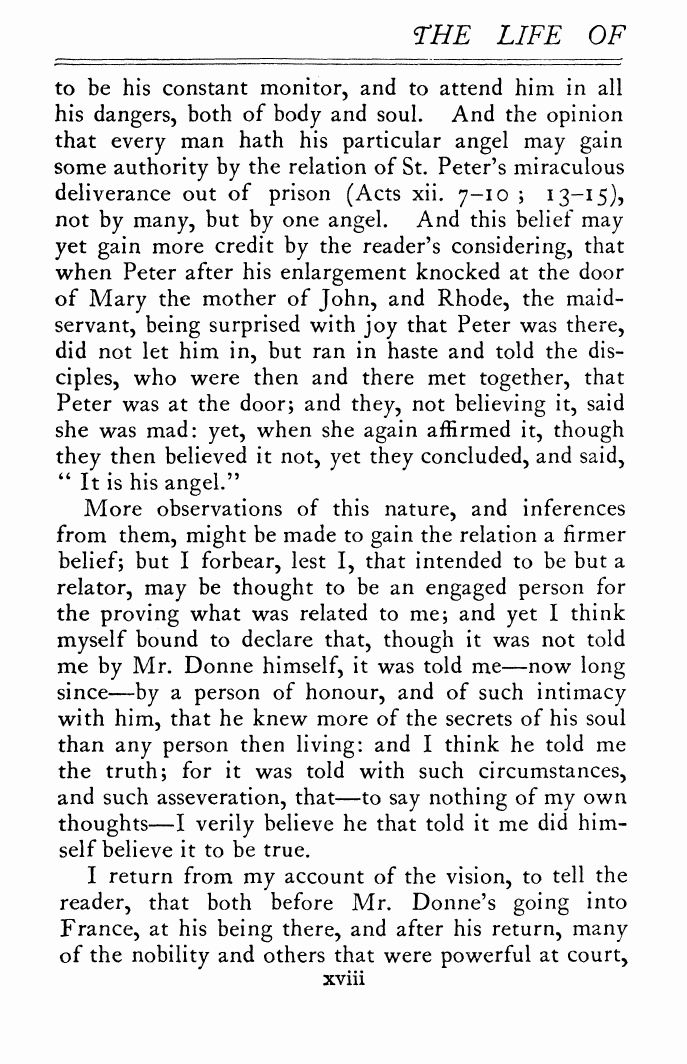 THE LIFE OF
to be his constant monitor, and to attend him in all
his dangers, both of body and soul. And the opinion
that every man hath his particular angel may gain
some authority by the relation of St. Peter's miraculous
deliverance out of prison (Acts xii. 7–10 ; 13–15),
not by many, but by one angel. And this belief may
yet gain more credit by the reader's considering, that
when Peter after his enlargement knocked at the door
of Mary the mother of John, and Rhode, the maid-
servant, being surprised with joy that Peter was there,
did not let him in, but ran in haste and told the dis-
ciples, who were then and there met together, that
Peter was at the door; and they, not believing it, said
she was mad: yet, when she again affirmed it, though
they then believed it not, yet they concluded, and said,
“ It is his angel.”
More observations of this nature, and inferences
from them, might be made to gain the relation a firmer
belief; but I forbear, lest I, that intended to be but a
relator, may be thought to be an engaged person for
the proving what was related to me; and yet I think
myself bound to declare that, though it was not told
me by Mr. Donne himself, it was told me—now long
since—by a person of honour, and of such intimacy
with him, that he knew more of the secrets of his soul
than any person then living: and I think he told me
the truth; for it was told with such circumstances,
and such asseveration, that—to say nothing of my own
thoughts—I verily believe he that told it me did him-
self believe it to be true.
I return from my account of the vision, to tell the
reader, that both before Mr. Donne's going into
France, at his being there, and after his return, many
of the nobility and others that were powerful at court,
xviii